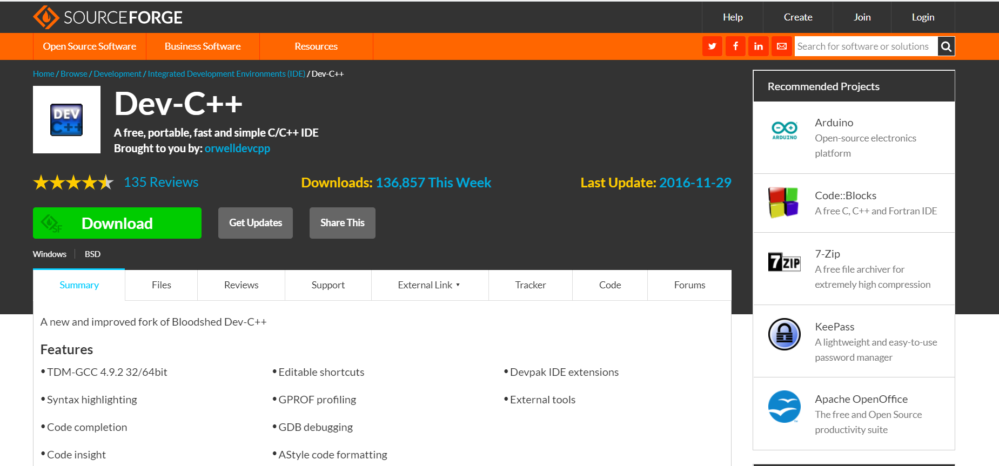 SOURCEFORGE
Help
Create
Join
Login
Open Source Software
Business Software
Resources
Search for software or solutions
Home / Browse / Development / Integrated Development Environments (IDE) / Dev-C++
DEV
C++
Dev-C++
A free, portable, fast and simple C/C++ IDE
Brought to you by: orwelldevcpp
135 Reviews
Downloads: 136,857 This Week
Last Update: 2016-11-29
SF
Download
Get Updates
Share This
Windows
BSD
Summary
Files
Reviews
Support
External Link
Tracker
Code
Forums
A new and improved fork of Bloodshed Dev-C++
Features
• TDM-GCC 4.9.2 32/64bit
• Syntax highlighting
• Code completion
• Code insight
• Editable shortcuts
• GPROF profiling
• GDB debugging
• AStyle code formatting
• Devpak IDE extensions
• External tools
Recommended Projects
ARDUINO
Arduino
Open-source electronics
platform
Code::Blocks
A free C, C++ and Fortran IDE
7ZIP
7-Zip
A free file archiver for
extremely high compression
KeePass
A lightweight and easy-to-use
password manager
Apache OpenOffice
The free and Open Source
productivity suite